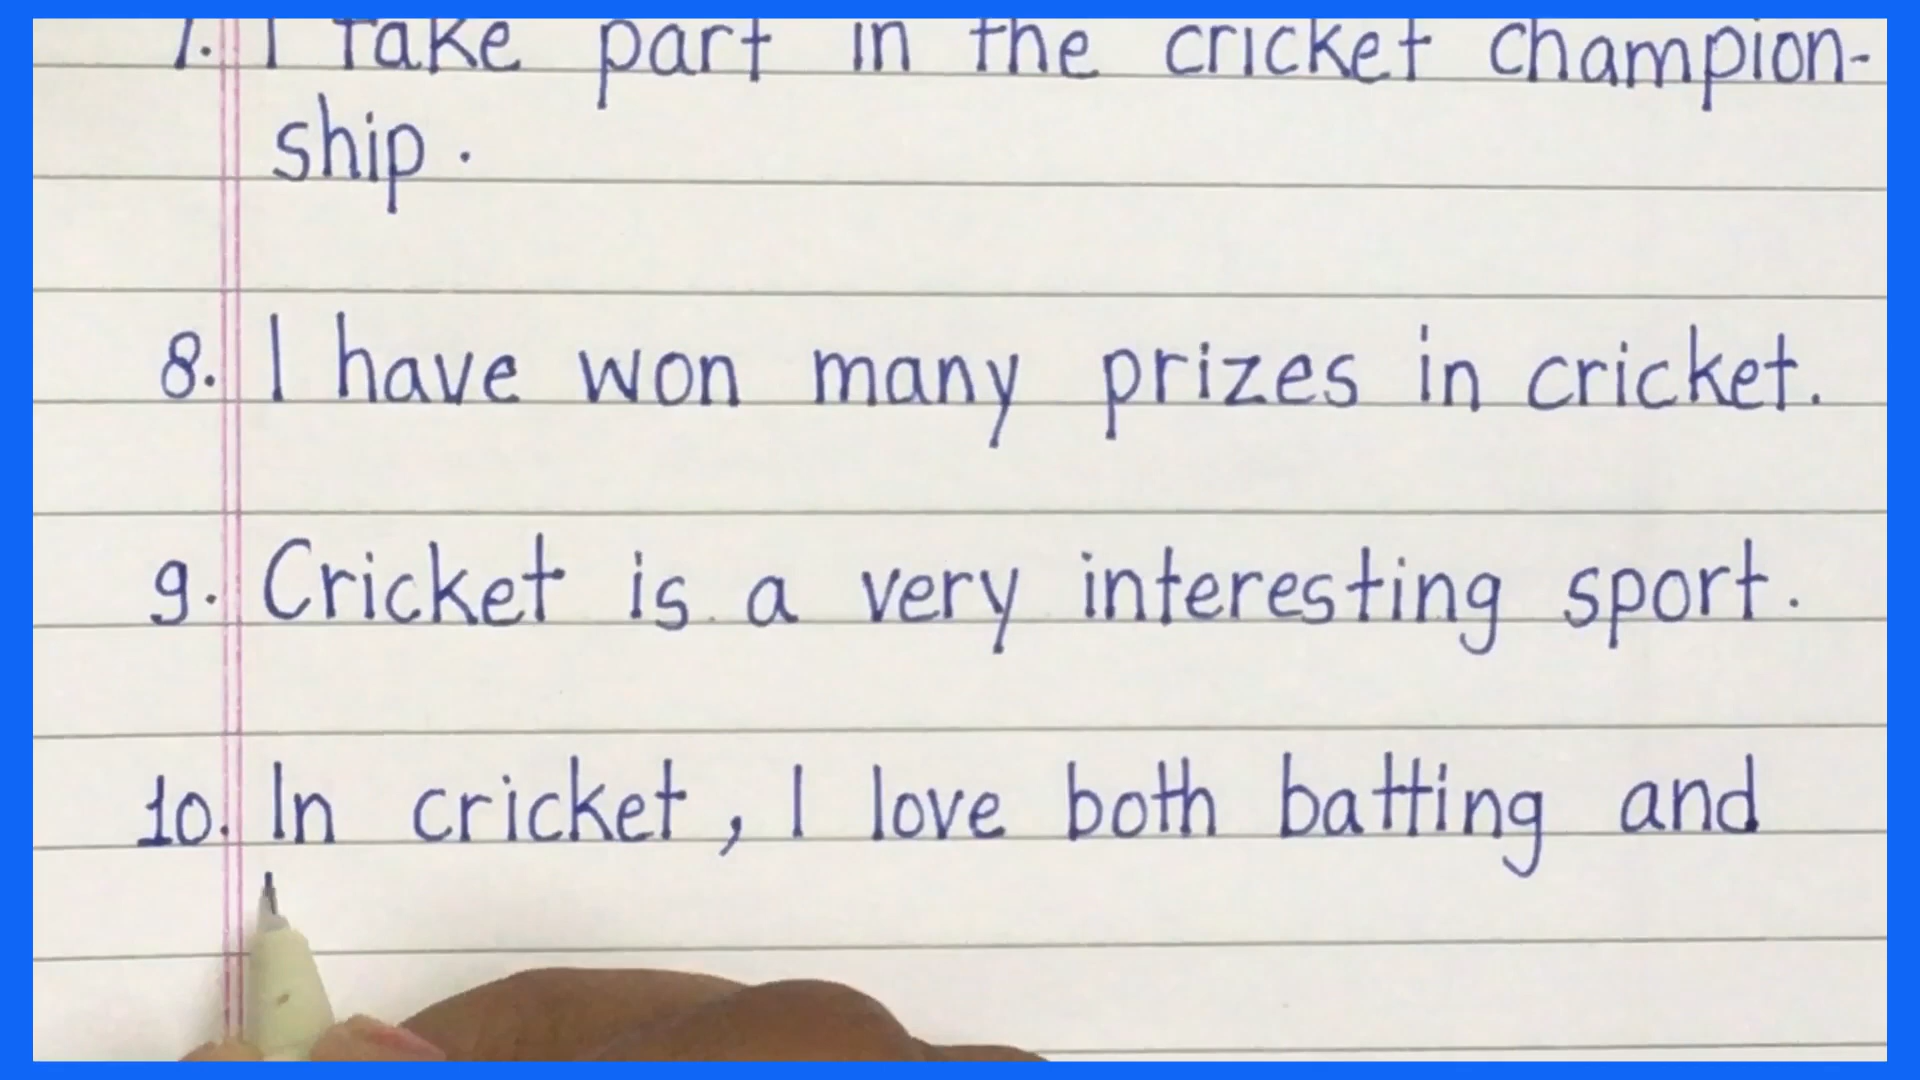 7. I take part in the cricket champion-
ship.
8. I have won many prizes in cricket.
9. Cricket is a very interesting sport.
10. In cricket, I love both batting and